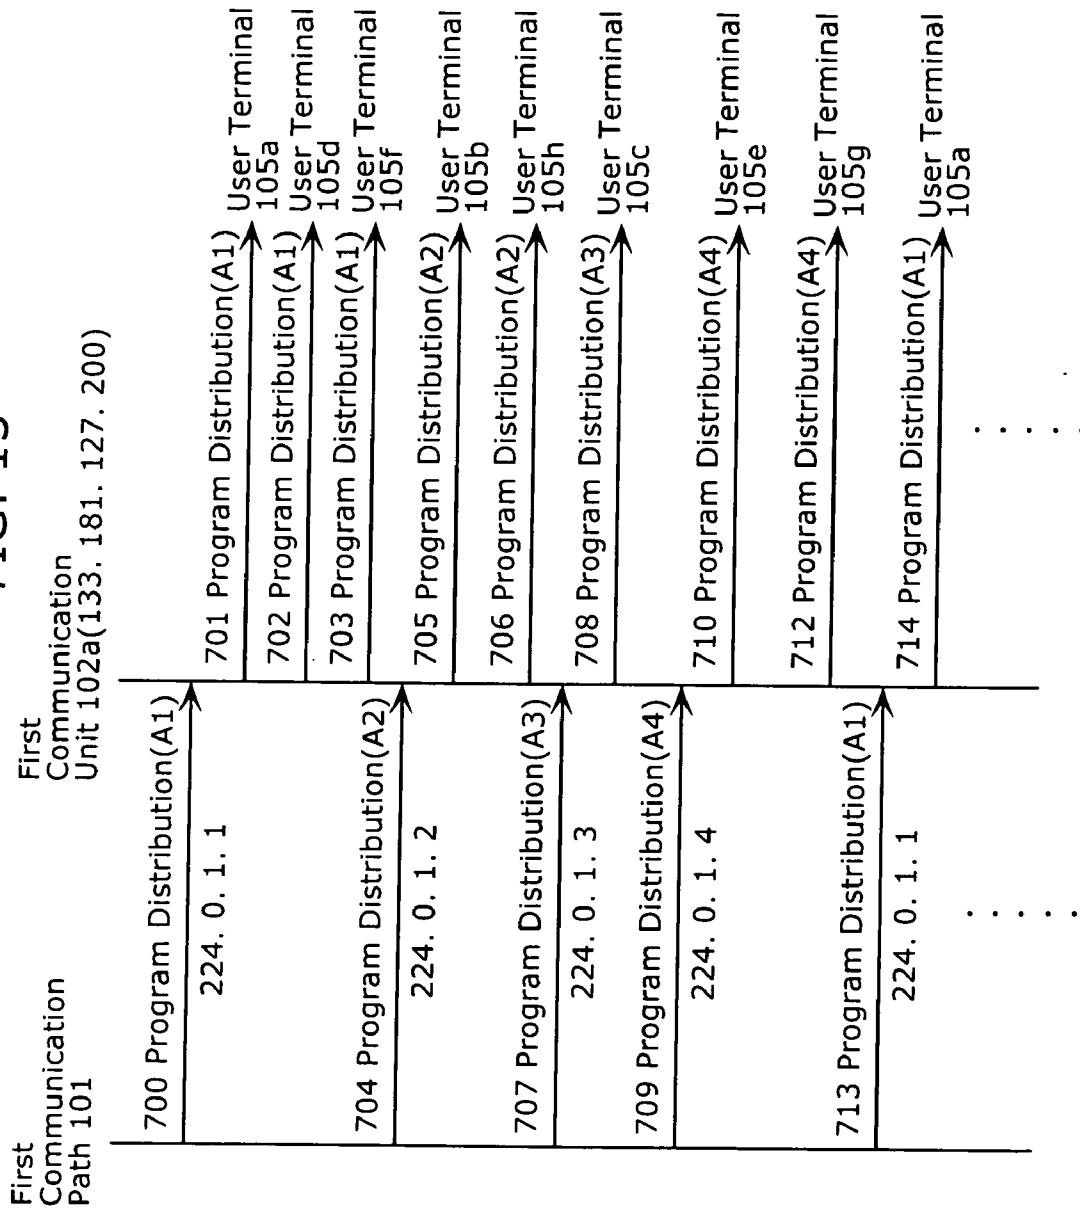 First
Communication
Path 101
First
Communication
Unit 102a(133. 181. 127. 200)
700 Program Distribution(A1)
224. 0. 1. 1
701 Program Distribution(A1)
User Terminal
105a
702 Program Distribution(A1)
User Terminal
105d
703 Program Distribution(A1)
User Terminal
105f
704 Program Distribution(A2)
224. 0. 1. 2
705 Program Distribution(A2)
User Terminal
105b
706 Program Distribution(A2)
User Terminal
105h
707 Program Distribution(A3)
224. 0. 1. 3
708 Program Distribution(A3)
User Terminal
105c
709 Program Distribution(A4)
224. 0. 1. 4
710 Program Distribution(A4)
User Terminal
105e
712 Program Distribution(A4)
User Terminal
105g
713 Program Distribution(A1)
224. 0. 1. 1
714 Program Distribution(A1)
User Terminal
105a